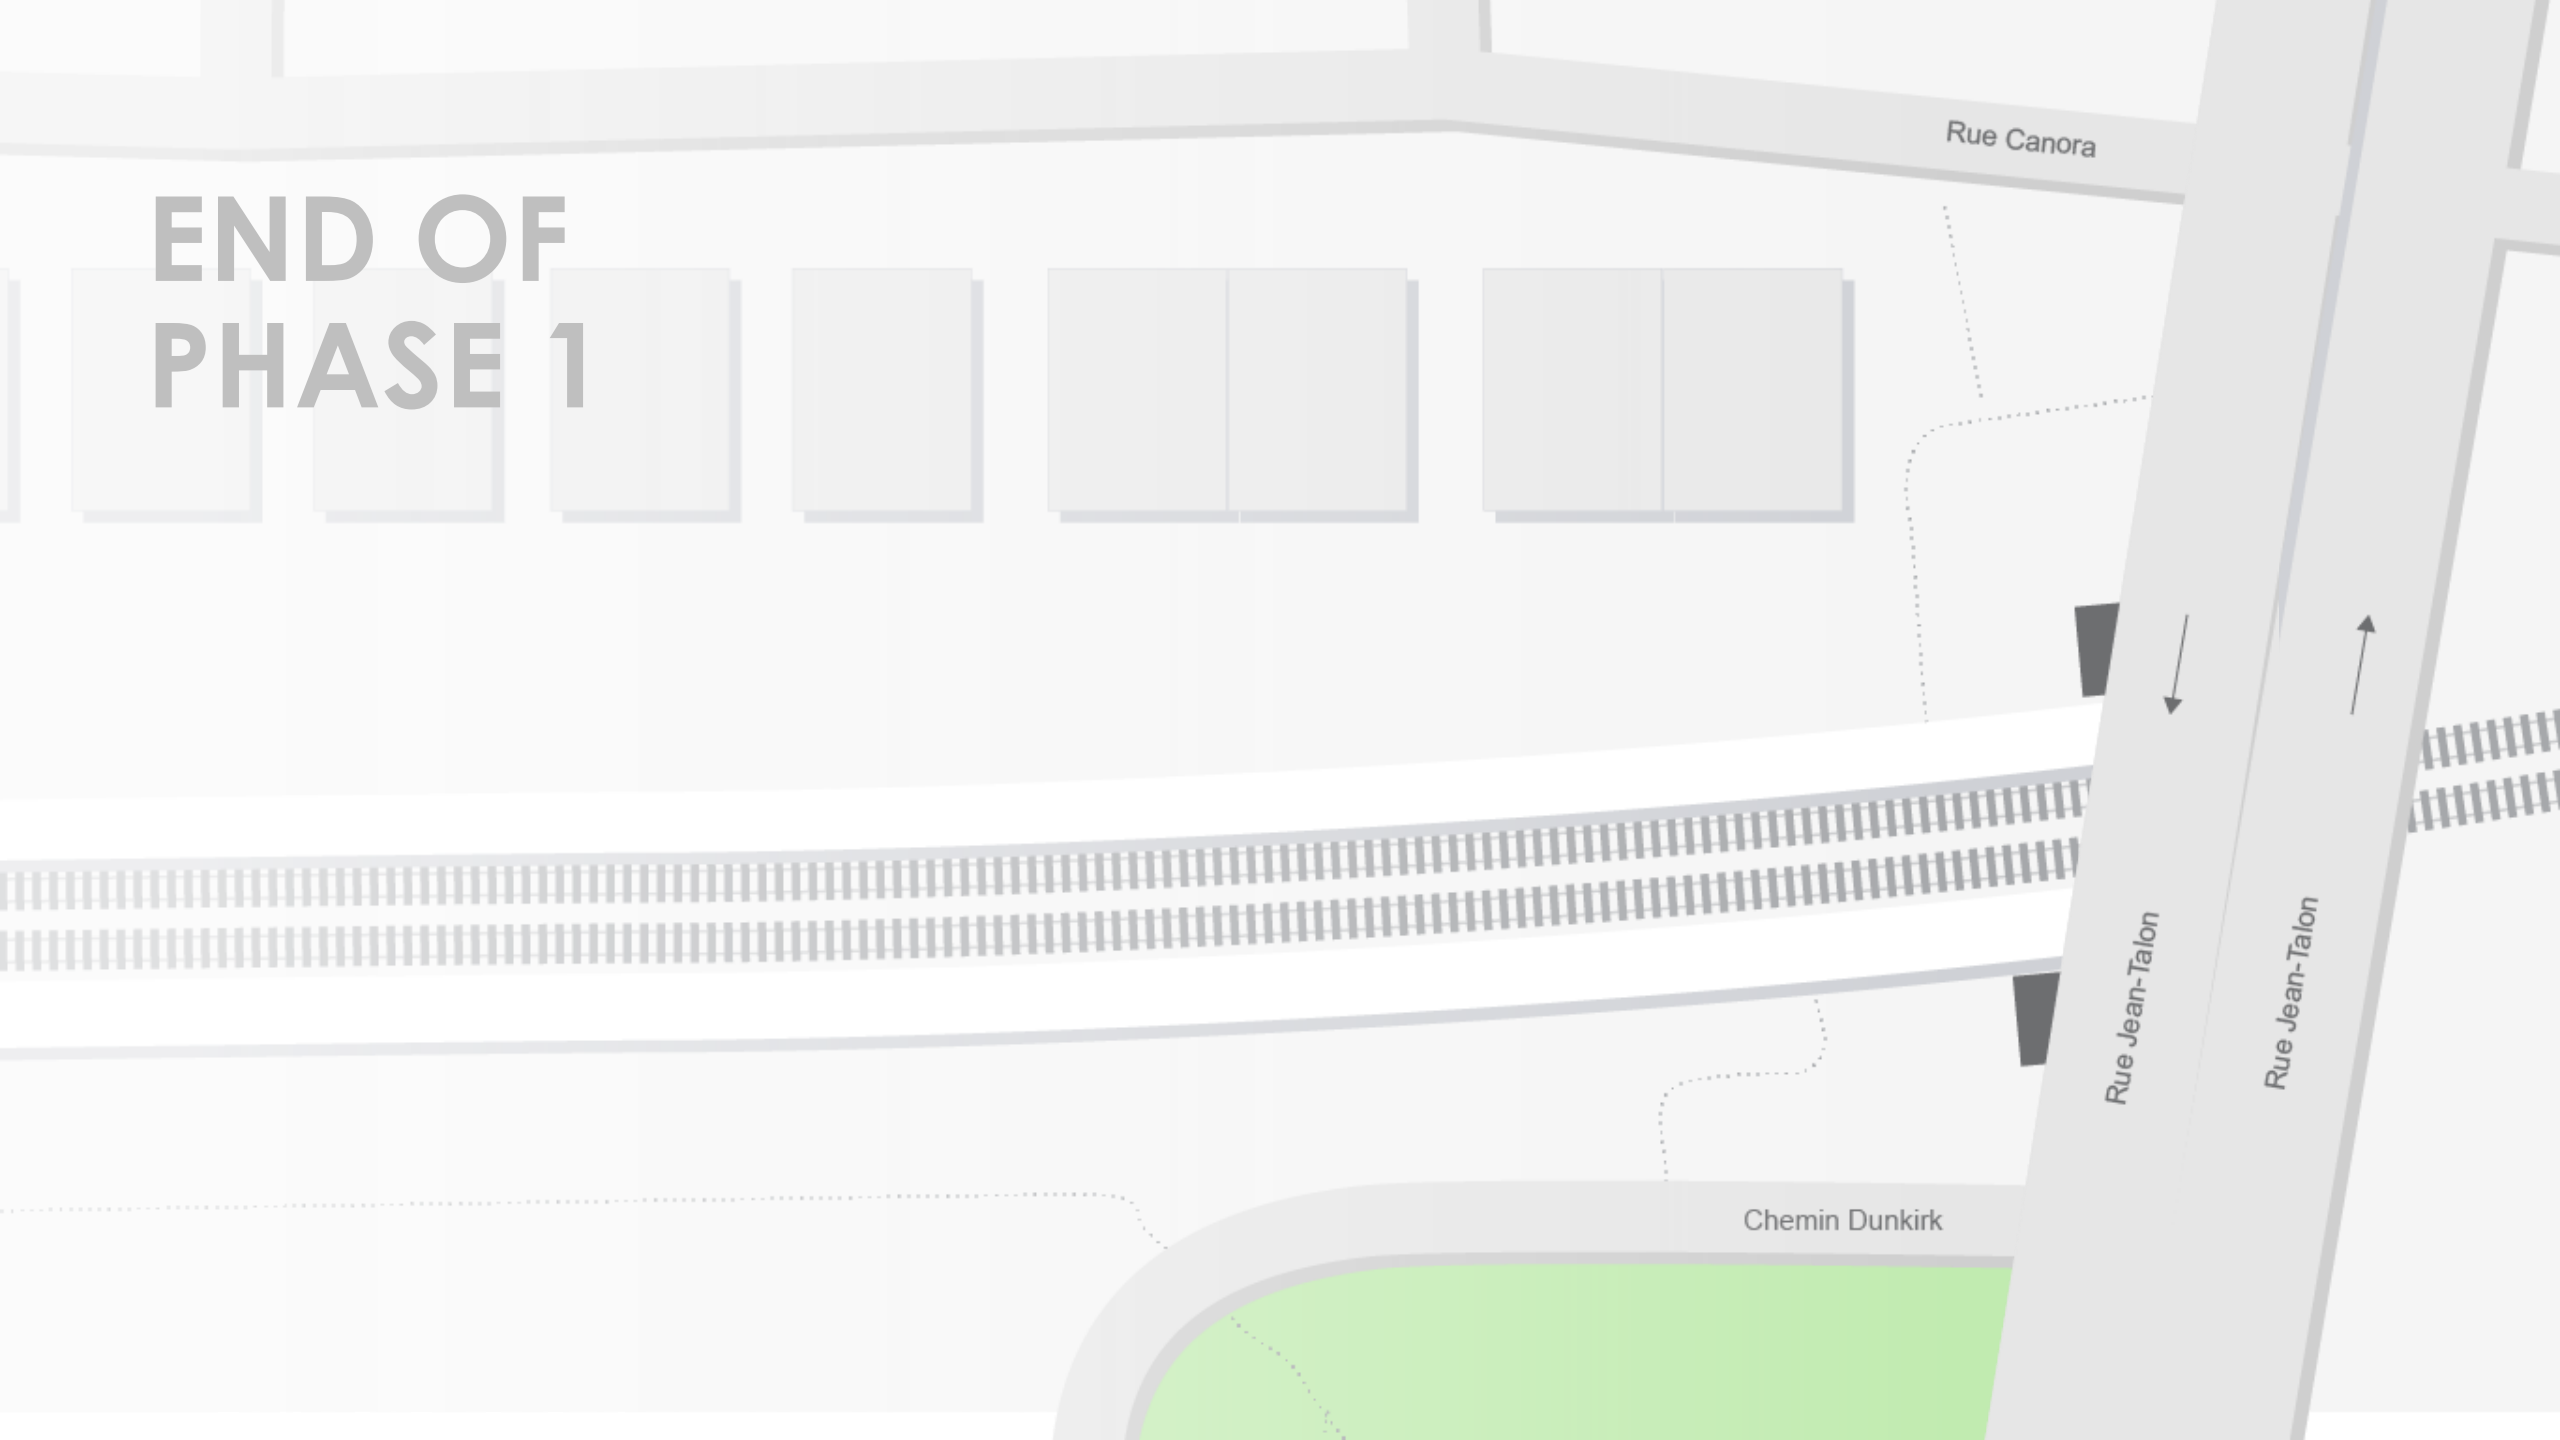 Rue Canora
END OF
PHASE 1
Rue Jean-Talon
Rue Jean-Talon
Chemin Dunkirk